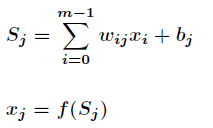 $S_j = \sum_{i=0}^{m-1} w_{ij} x_i + b_j$
$x_j = f(S_j)$